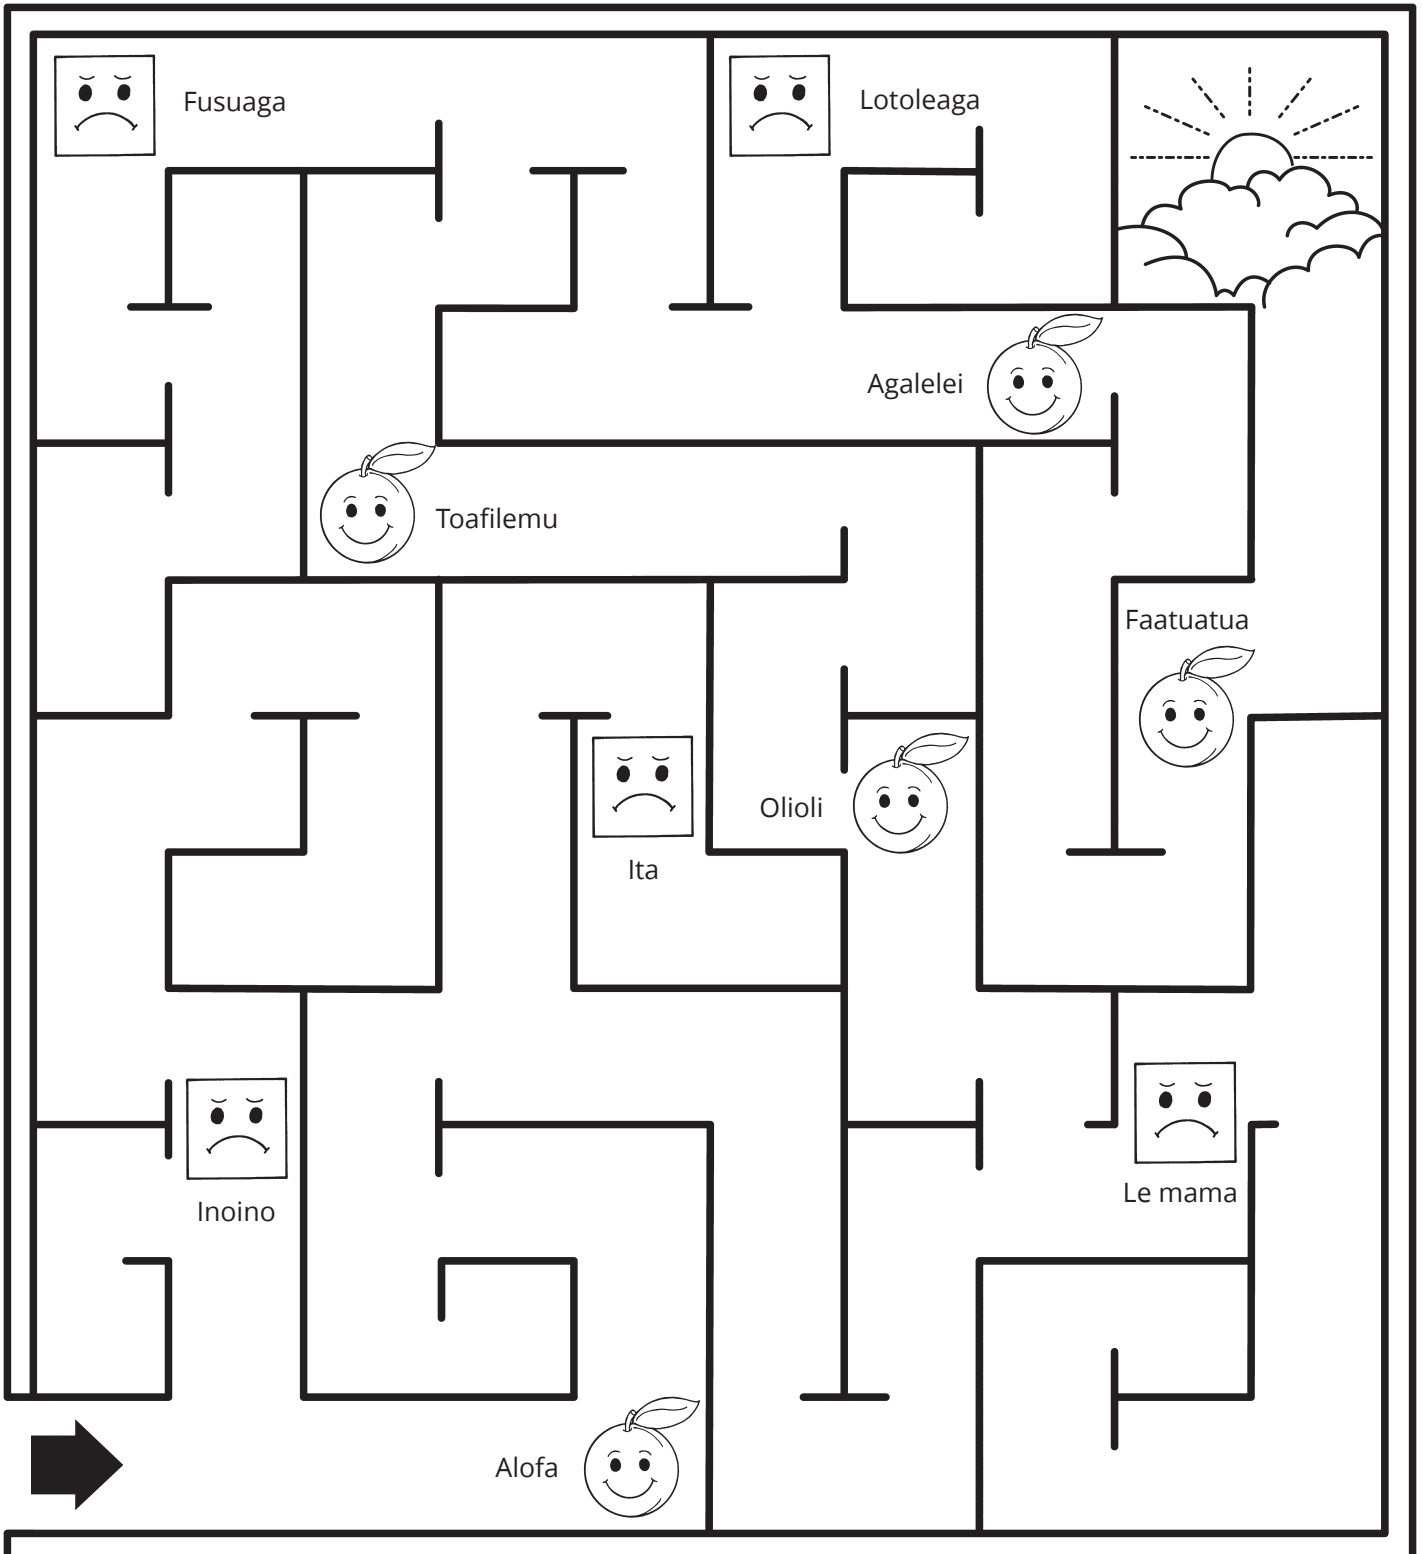 Fusuaga
Lotoleaga
Agalelei
Toafilemu
Faatuatua
Olioli
Ita
Inoino
Le mama
Alofa